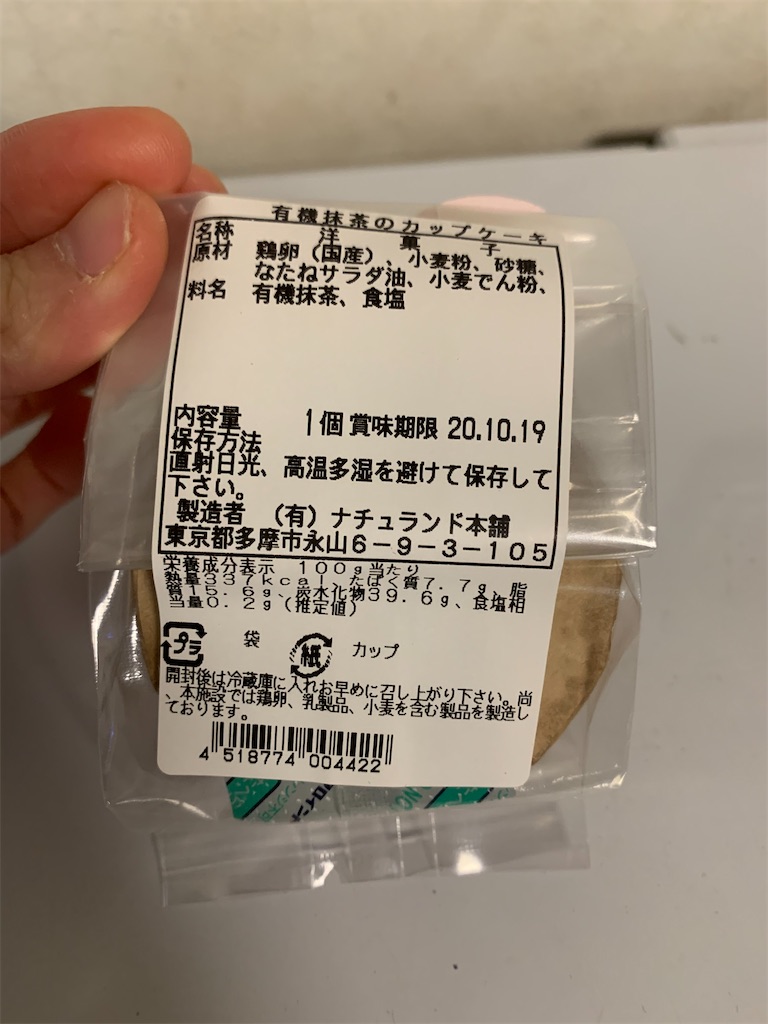 有機抹茶のカップケーキ
名称 洋菓子
原材 鶏卵（国産）、小麦粉、砂糖、
なたねサラダ油、小麦でん粉、
料名 有機抹茶、食塩
内容量 1個 賞味期限 20.10.19
保存方法
直射日光、高温多湿を避けて保存して
下さい。
製造者 （有）ナチュランド本舗
東京都多摩市永山6－9－3－105
栄養成分表示 100g当たり
熱量337kcal、たぱく質7.7g、脂
質15.6g、炭水化物39.6g、食塩相
当量0.2g（推定値）
プラ 袋 紙 カップ
開封後は冷蔵庫に入れお早めに召し上がり下さい。尚
、本施設では鶏卵、乳製品、小麦を含む製品を製造し
ております。
4 518774 004422